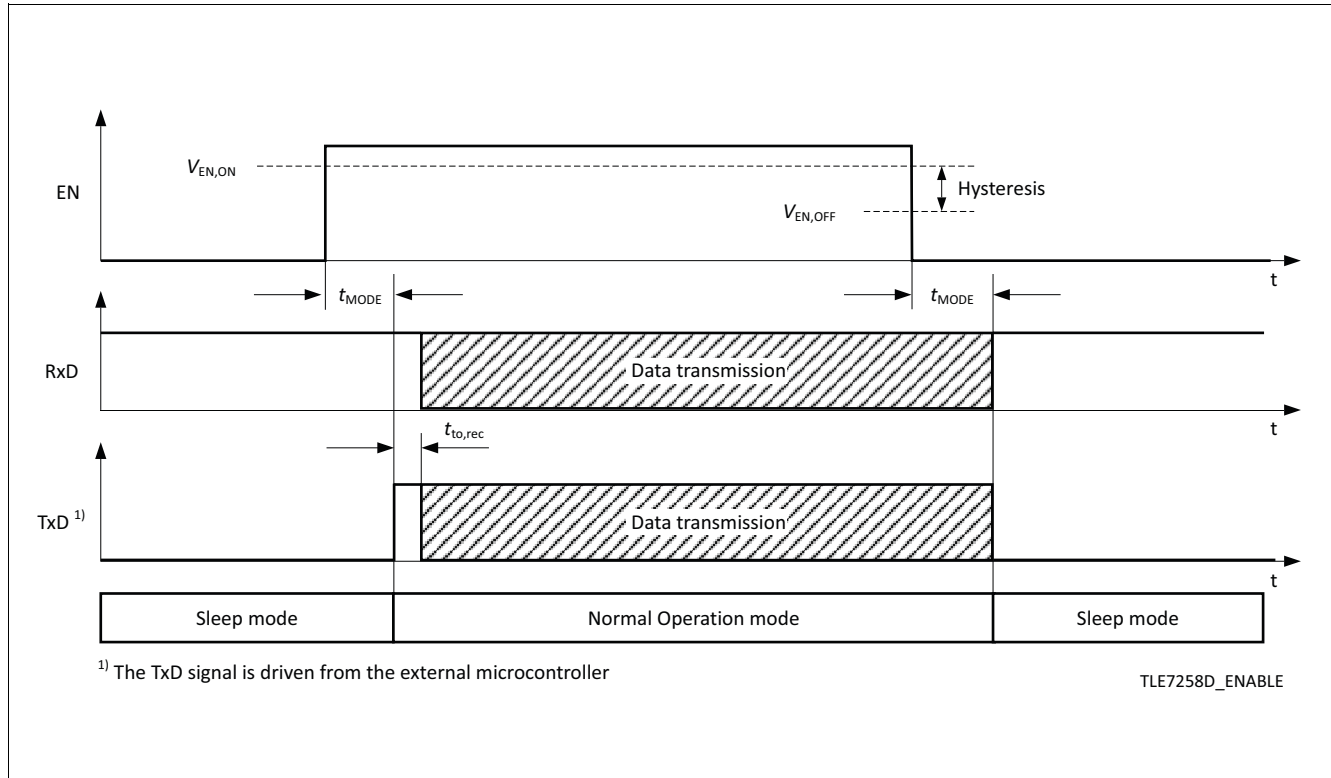 V_EN,ON
EN
Hysteresis
V_EN,OFF
t
t_MODE
t_MODE
RxD
Data transmission
t
t_to,rec
TxD 1)
Data transmission
t
Sleep mode
Normal Operation mode
Sleep mode
1) The TxD signal is driven from the external microcontroller
TLE7258D_ENABLE